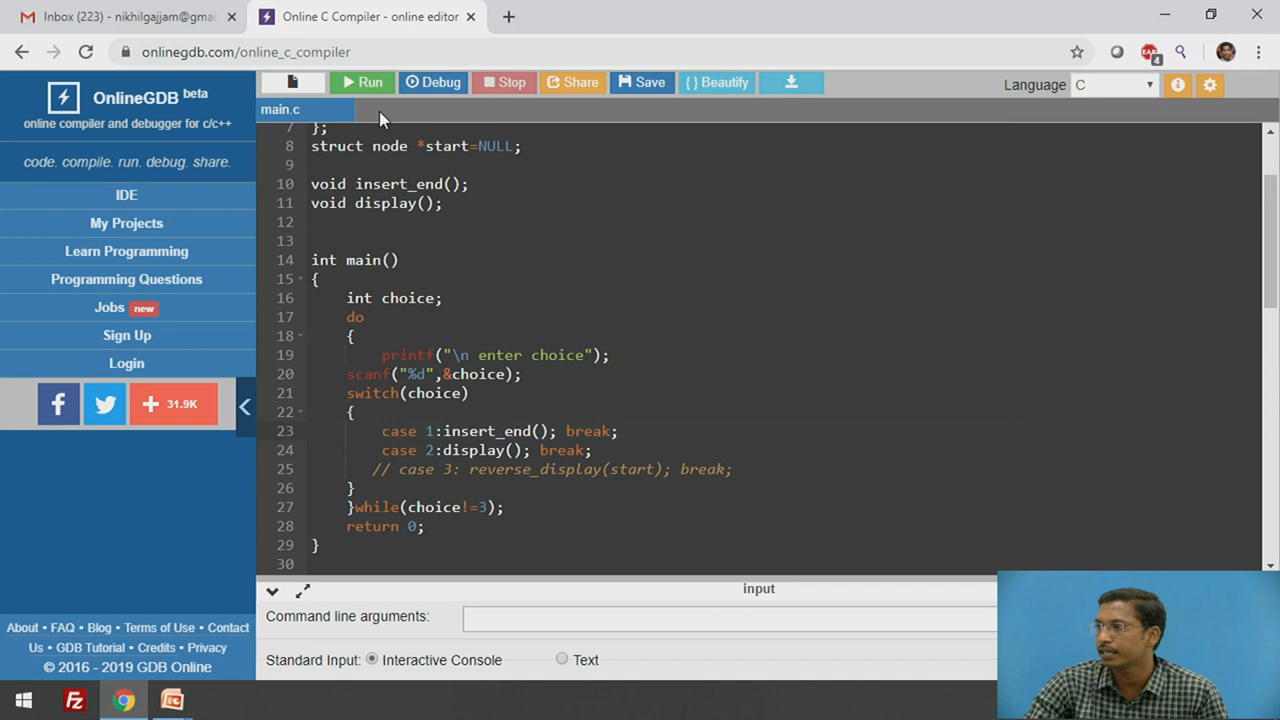 Inbox (223) - nikhilgajjam@gmai
Online C Compiler - online editor
onlinegdb.com/online_c_compiler
4
OnlineGDB beta
online compiler and debugger for c/c++
code. compile. run. debug. share.
IDE
My Projects
Learn Programming
Programming Questions
Jobs new
Sign Up
Login
31.9K
About • FAQ • Blog • Terms of Use • Contact
Us • GDB Tutorial • Credits • Privacy
© 2016 - 2019 GDB Online
Run
Debug
Stop
Share
Save
{ } Beautify
Language C
main.c
7 };
8 struct node *start=NULL;
9
10 void insert_end();
11 void display();
12
13
14 int main()
15 {
16 int choice;
17 do
18 {
19 printf("\n enter choice");
20 scanf("%d",&choice);
21 switch(choice)
22 {
23 case 1:insert_end(); break;
24 case 2:display(); break;
25 // case 3: reverse_display(start); break;
26 }
27 }while(choice!=3);
28 return 0;
29 }
30
input
Command line arguments:
Standard Input: Interactive Console Text